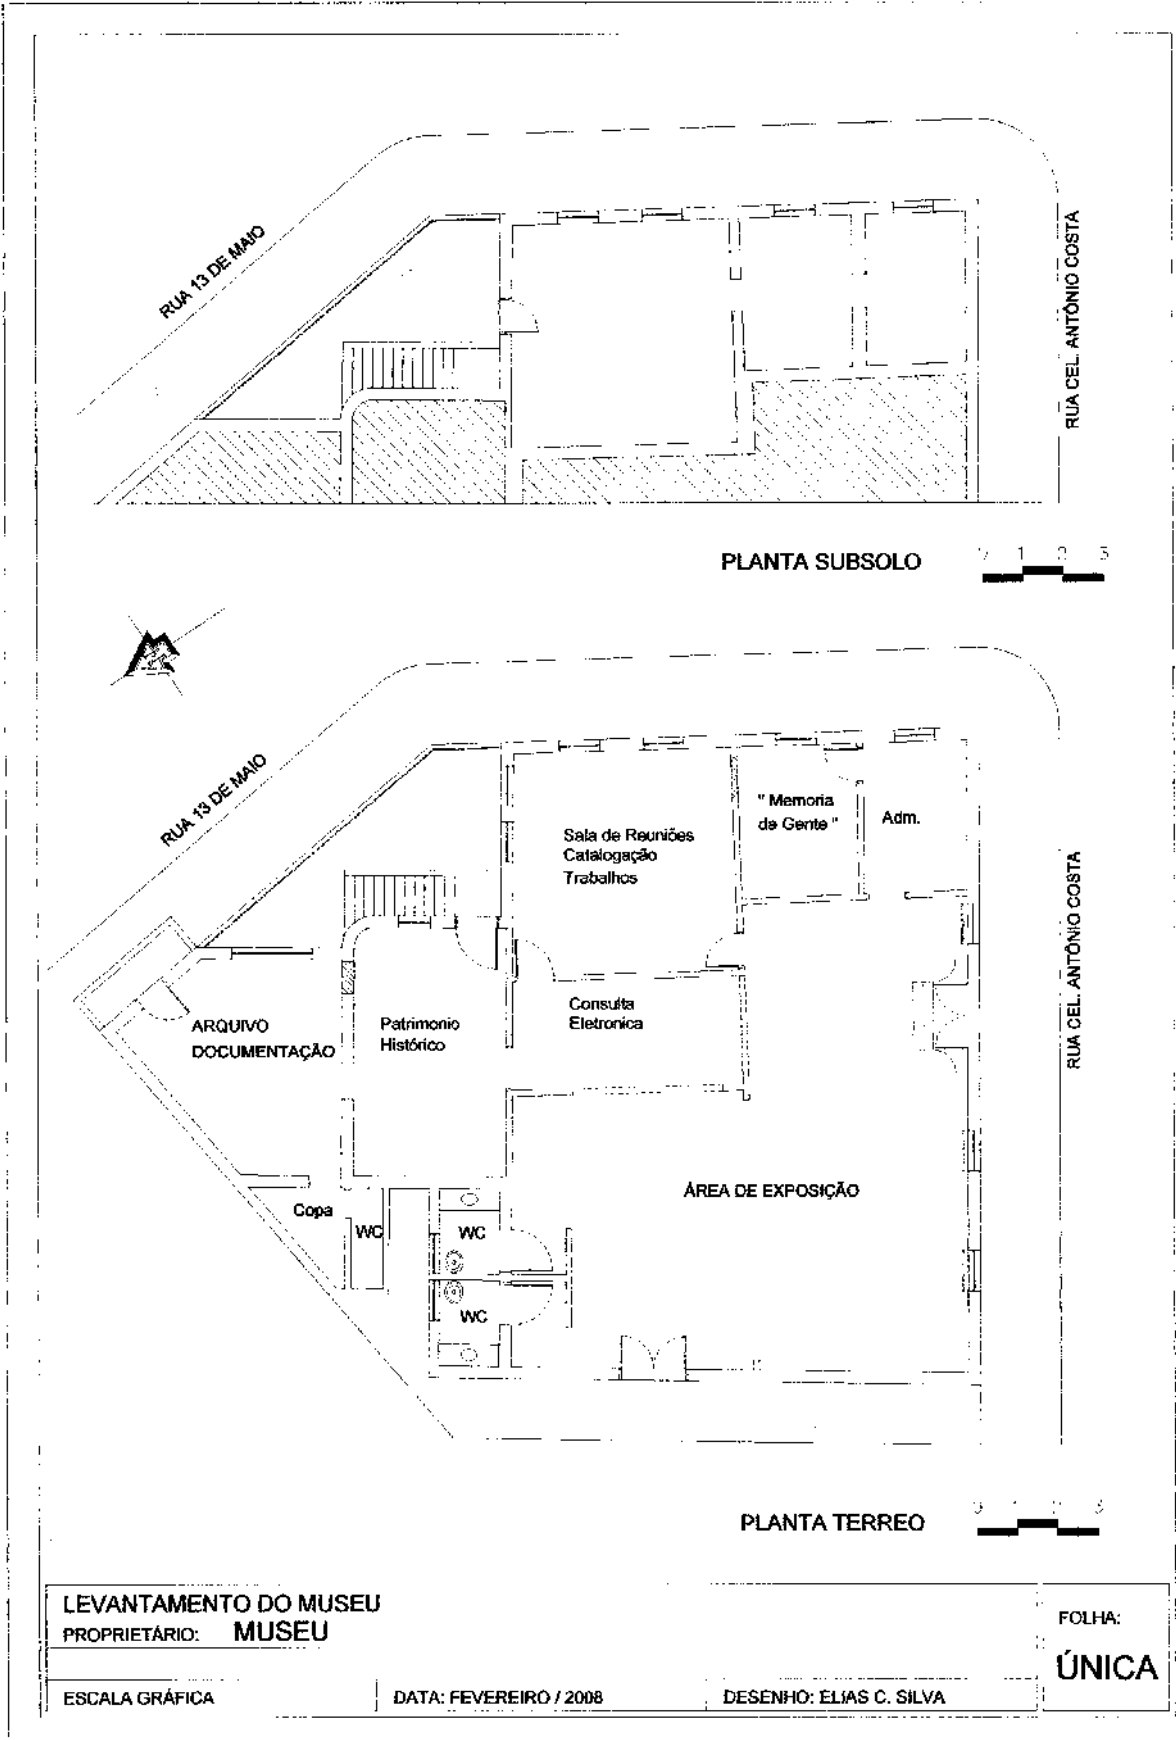 RUA 13 DE MAIO
RUA CEL. ANTÔNIO COSTA
PLANTA SUBSOLO
1
3
RUA 13 DE MAIO
Sala de Reuniões
Catalogação
Trabalhos
" Memoria
da Gente "
Adm.
RUA CEL. ANTÔNIO COSTA
ARQUIVO
DOCUMENTAÇÃO
Patrimonio
Histórico
Consulta
Eletronica
ÁREA DE EXPOSIÇÃO
Copa
WC
WC
WC
PLANTA TERREO
LEVANTAMENTO DO MUSEU
PROPRIETÁRIO: MUSEU
FOLHA:
ÚNICA
ESCALA GRÁFICA
DATA: FEVEREIRO / 2008
DESENHO: ELIAS C. SILVA